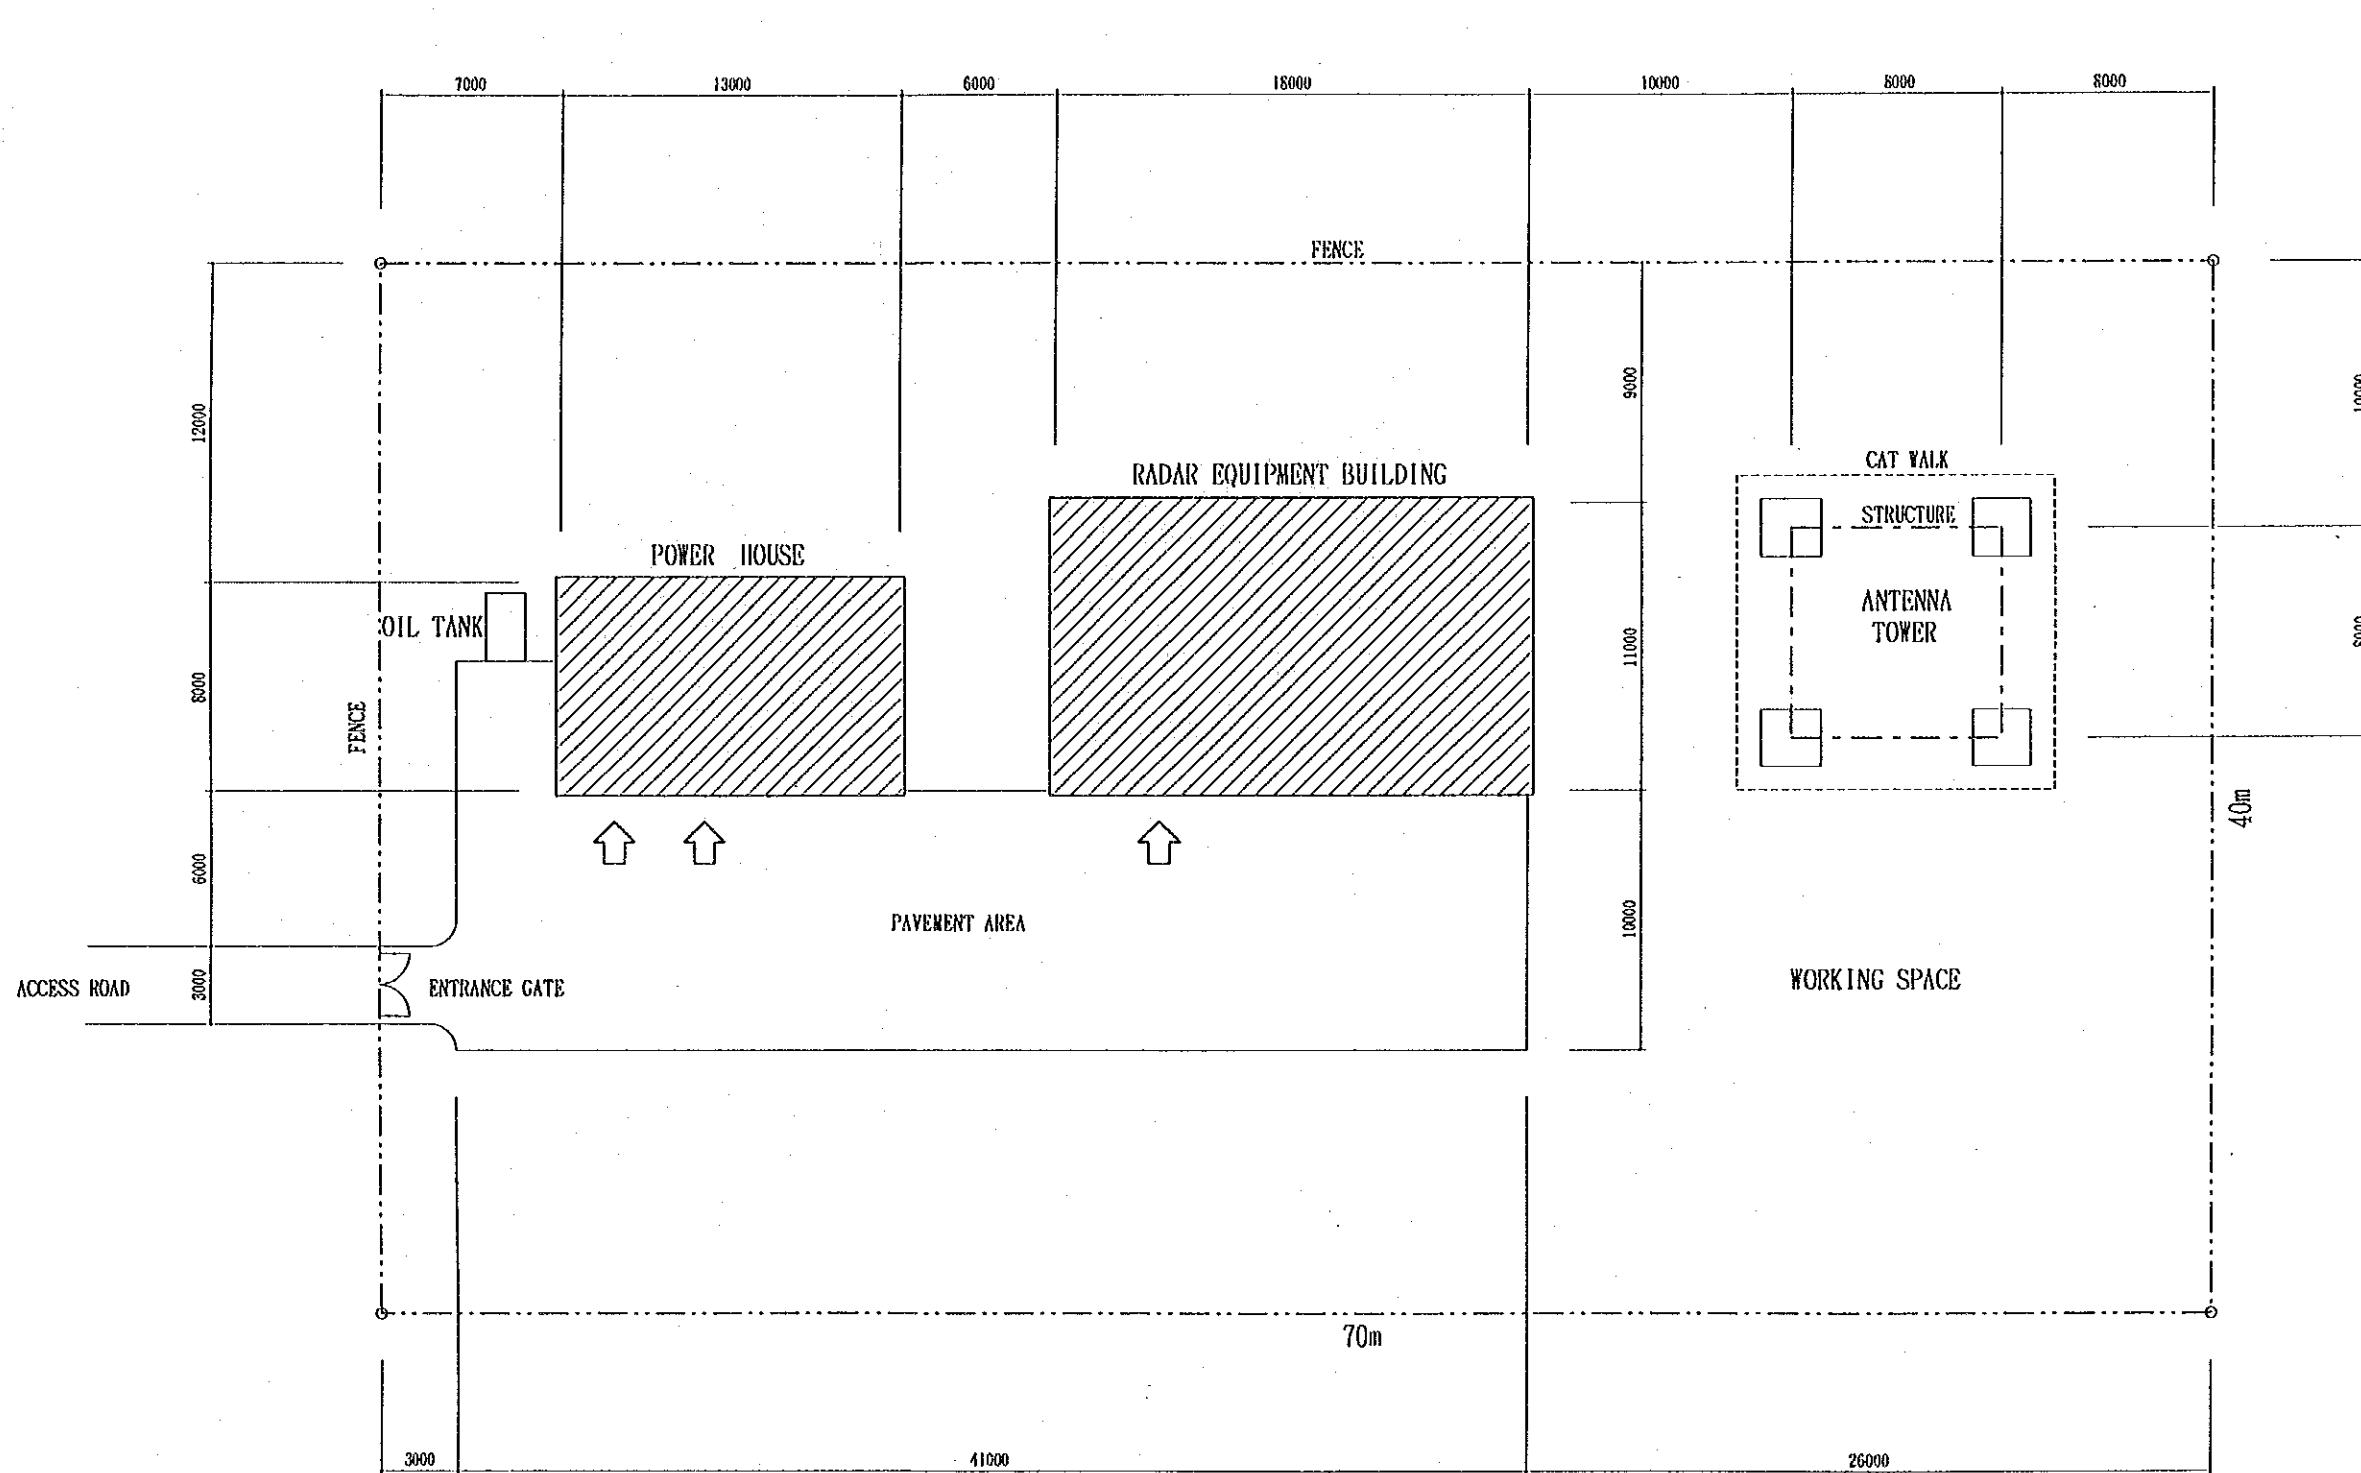 7000 13000 6000 18000 10000 8000 8000
FENCE
9000
12000
CAT WALK
RADAR EQUIPMENT BUILDING
STRUCTURE
POWER HOUSE
ANTENNA
TOWER
OIL TANK
11000
8000
FENCE
40m
6000
PAVEMENT AREA
10000
WORKING SPACE
ACCESS ROAD
3000
ENTRANCE GATE
70m
3000 41000 26000